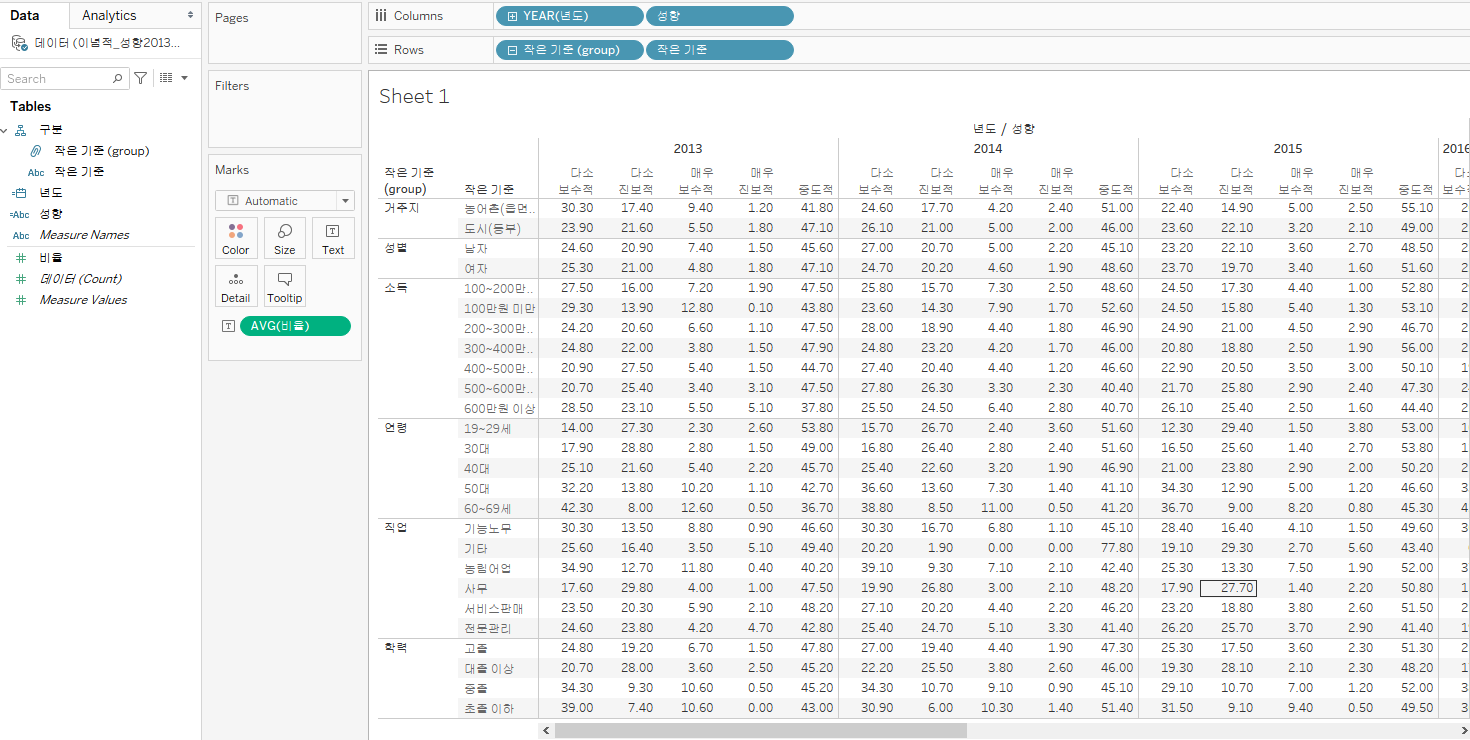 Data
Analytics
데이터 (이념적_성향2013...
Search
Tables
구분
작은 기준 (group)
Abc 작은 기준
년도
=Abc 성향
Abc Measure Names
비율
데이터 (Count)
Measure Values
Pages
Filters
Marks
Automatic
Color Size Text
Detail Tooltip
AVG(비율)
Columns YEAR(년도) 성향
Rows 작은 기준 (group) 작은 기준
Sheet 1
년도 / 성향
2013 2014 2015 2016
작은 기준 다소 다소 매우 매우 다소 다소 매우 매우 다소 다소 매우 매우 다소
(group) 작은 기준 보수적 진보적 보수적 진보적 중도적 보수적 진보적 보수적 진보적 중도적 보수적 진보적 보수적 진보적 중도적 보수적
거주지 농어촌(읍면.. 30.30 17.40 9.40 1.20 41.80 24.60 17.70 4.20 2.40 51.00 22.40 14.90 5.00 2.50 55.10 2
도시(동부) 23.90 21.60 5.50 1.80 47.10 26.10 21.00 5.00 2.00 46.00 23.60 22.10 3.20 2.10 49.00 2
성별 남자 24.60 20.90 7.40 1.50 45.60 27.00 20.70 5.00 2.20 45.10 23.20 22.10 3.60 2.70 48.50 2
여자 25.30 21.00 4.80 1.80 47.10 24.70 20.20 4.60 1.90 48.60 23.70 19.70 3.40 1.60 51.60 2
소득 100~200만.. 27.50 16.00 7.20 1.90 47.50 25.80 15.70 7.30 2.50 48.60 24.50 17.30 4.40 1.00 52.80 2
100만원 미만 29.30 13.90 12.80 0.10 43.80 23.60 14.30 7.90 1.70 52.60 24.50 15.80 5.40 1.30 53.10 2
200~300만.. 24.20 20.60 6.60 1.10 47.50 28.00 18.90 4.40 1.80 46.90 24.90 21.00 4.50 2.90 46.70 2
300~400만.. 24.80 22.00 3.80 1.50 47.90 24.80 23.20 4.20 1.70 46.00 20.80 18.80 2.50 1.90 56.00 2
400~500만.. 20.90 27.50 5.40 1.50 44.70 27.40 20.40 4.40 1.20 46.60 22.90 20.50 3.50 3.00 50.10 1
500~600만.. 20.70 25.40 3.40 3.10 47.50 27.80 26.30 3.30 2.30 40.40 21.70 25.80 2.90 2.40 47.30 2
600만원 이상 28.50 23.10 5.50 5.10 37.80 25.50 24.50 6.40 2.80 40.70 26.10 25.40 2.50 1.60 44.40 2
연령 19~29세 14.00 27.30 2.30 2.60 53.80 15.70 26.70 2.40 3.60 51.60 12.30 29.40 1.50 3.80 53.00 1
30대 17.90 28.80 2.80 1.50 49.00 16.80 26.40 2.80 2.40 51.60 16.50 25.60 1.40 2.70 53.80 1
40대 25.10 21.60 5.40 2.20 45.70 25.40 22.60 3.20 1.90 46.90 21.00 23.80 2.90 2.00 50.20 2
50대 32.20 13.80 10.20 1.10 42.70 36.60 13.60 7.30 1.40 41.10 34.30 12.90 5.00 1.20 46.60 3
60~69세 42.30 8.00 12.60 0.50 36.70 38.80 8.50 11.00 0.50 41.20 36.70 9.00 8.20 0.80 45.30 4
직업 기능노무 30.30 13.50 8.80 0.90 46.60 30.30 16.70 6.80 1.10 45.10 28.40 16.40 4.10 1.50 49.60 3
기타 25.60 16.40 3.50 5.10 49.40 20.20 1.90 0.00 0.00 77.80 19.10 29.30 2.70 5.60 43.40
농림어업 34.90 12.70 11.80 0.40 40.20 39.10 9.30 7.10 2.10 42.40 25.30 13.30 7.50 1.90 52.00 3
사무 17.60 29.80 4.00 1.00 47.50 19.90 26.80 3.00 2.10 48.20 17.90 27.70 1.40 2.20 50.80 1
서비스판매 23.50 20.30 5.90 2.10 48.20 27.10 20.20 4.40 2.20 46.20 23.20 18.80 3.80 2.60 51.50 2
전문관리 24.60 23.80 4.20 4.70 42.80 25.40 24.70 5.10 3.30 41.40 26.20 25.70 3.70 2.90 41.40 1
학력 고졸 24.80 19.20 6.70 1.50 47.80 27.00 19.40 4.40 1.90 47.30 25.30 17.50 3.60 2.30 51.30 2
대졸 이상 20.70 28.00 3.60 2.50 45.20 22.20 25.50 3.80 2.60 46.00 19.30 28.10 2.10 2.30 48.20 1
중졸 34.30 9.30 10.60 0.50 45.20 34.30 10.70 9.10 0.90 45.10 29.10 10.70 7.00 1.20 52.00 3
초졸 이하 39.00 7.40 10.60 0.00 43.00 30.90 6.00 10.30 1.40 51.40 31.50 9.10 9.40 0.50 49.50 3